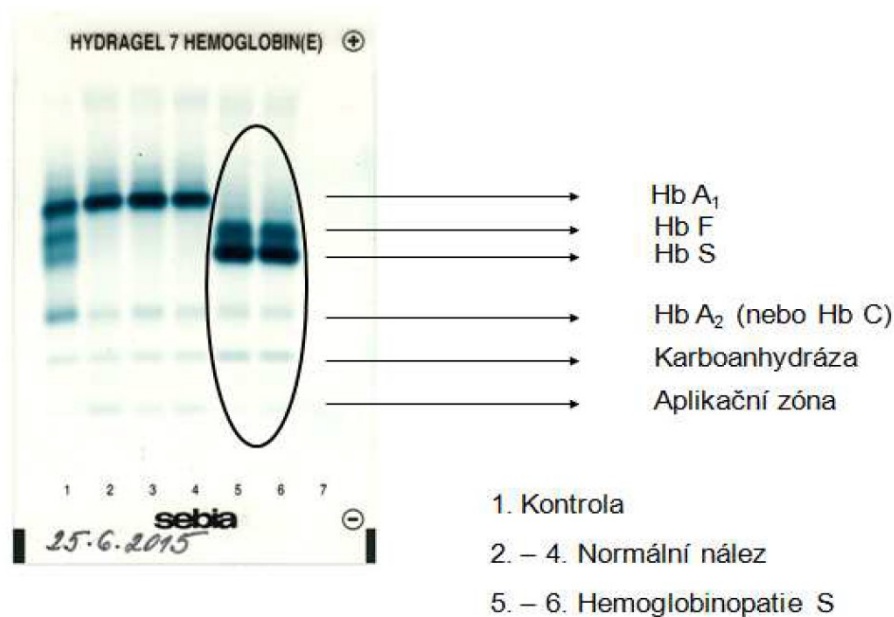 HYDRAGEL 7 HEMOGLOBIN(E) ⊕
Hb A₁
Hb F
Hb S
Hb A₂ (nebo Hb C)
Karboanhydráza
Aplikační zóna
1 2 3 4 5 6 7
sebia ⊖
25.6.2015
1. Kontrola
2. – 4. Normální nález
5. – 6. Hemoglobinopatie S